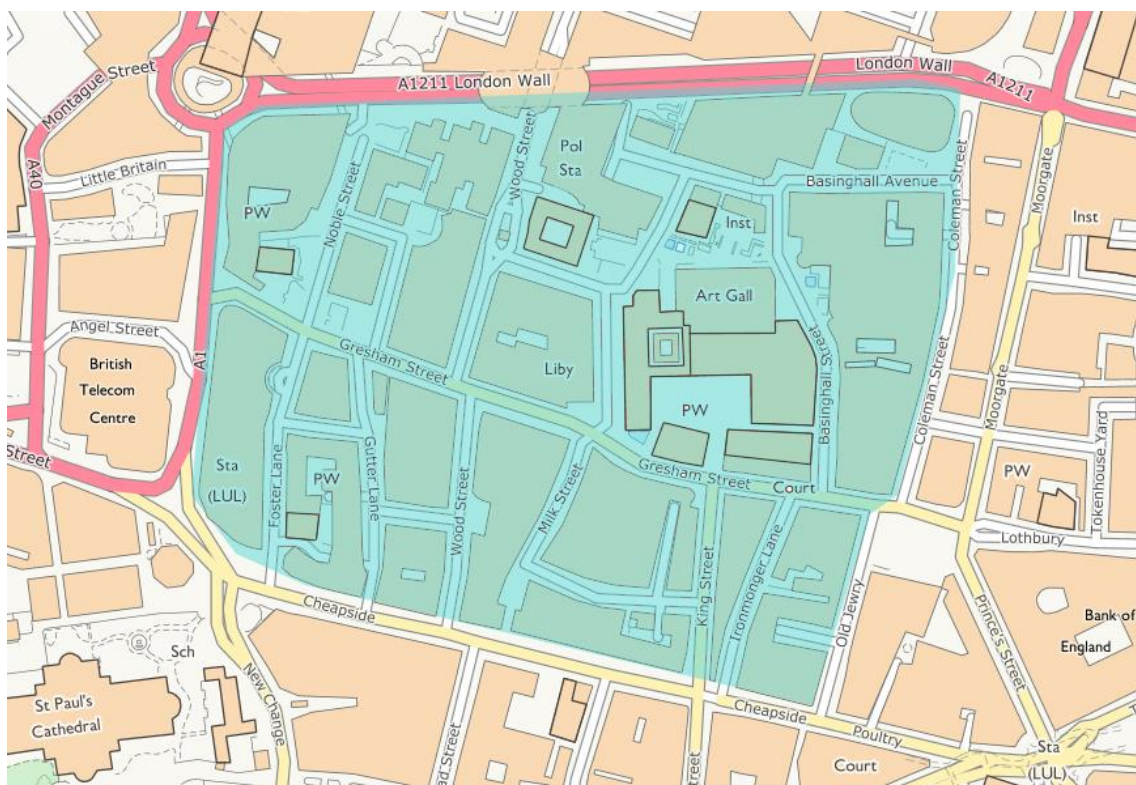 Montague Street
A1211 London Wall
London Wall
A1211
A40
Little Britain
PW
Noble Street
Wood Street
Pol
Sta
Basinghall Avenue
Coleman Street
Moorgate
Inst
Inst
Art Gall
Angel Street
A1
British
Telecom
Centre
Gresham Street
Liby
PW
Basinghall Street
Coleman Street
Moorgate
Street
Sta
(LUL)
Foster Lane
PW
Gutter Lane
Wood Street
Milk Street
Gresham Street
Court
King Street
Ironmonger Lane
Old Jewry
PW
Tokenhouse Yard
Lothbury
Prince's Street
Bank of
England
Cheapside
Sch
New Change
St Paul's
Cathedral
ad Street
Street
Cheapside
Poultry
Court
Sta
(LUL)
T